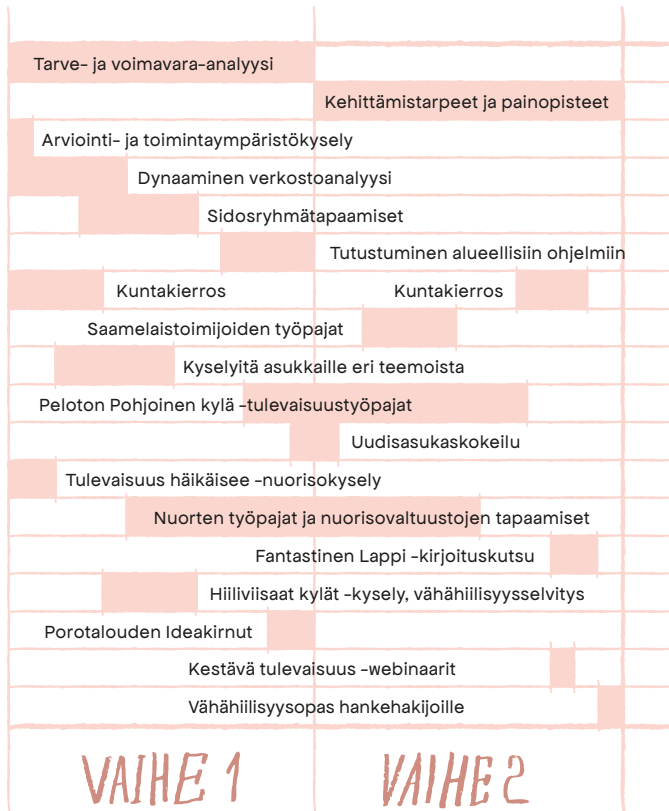 Tarve- ja voimavara-analyysi
Kehittämistarpeet ja painopisteet
Arviointi- ja toimintaympäristökysely
Dynaaminen verkostoanalyysi
Sidosryhmätapaamiset
Tutustuminen alueellisiin ohjelmiin
Kuntakierros Kuntakierros
Saamelaistoimijoiden työpajat
Kyselyitä asukkaille eri teemoista
Peloton Pohjoinen kylä -tulevaisuustyöpajat
Uudisasukaskokeilu
Tulevaisuus häikäisee -nuorisokysely
Nuorten työpajat ja nuorisovaltuustojen tapaamiset
Fantastinen Lappi -kirjoituskutsu
Hiiliviisaat kylät -kysely, vähähiilisyysselvitys
Porotalouden Ideakirnut
Kestävä tulevaisuus -webinaarit
Vähähiilisyysopas hankehakijoille
VAIHE 1 VAIHE 2